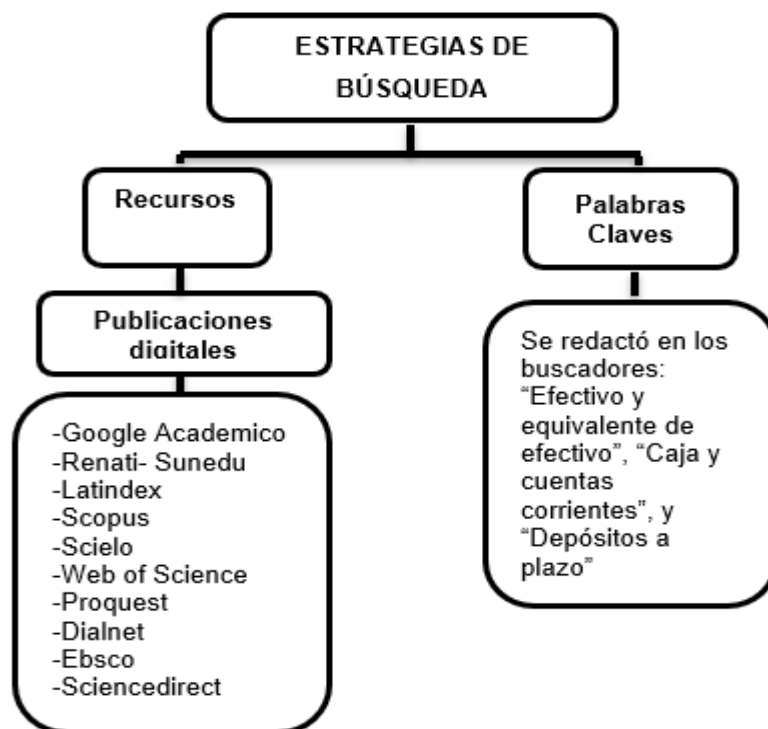 ESTRATEGIAS DE
BÚSQUEDA
Recursos
Publicaciones
digitales
-Google Academico
-Renati- Sunedu
-Latindex
-Scopus
-Scielo
-Web of Science
-Proquest
-Dialnet
-Ebsco
-Sciencedirect
Palabras
Claves
Se redactó en los
buscadores:
“Efectivo y
equivalente de
efectivo”, “Caja y
cuentas
corrientes”, y
“Depósitos a
plazo”